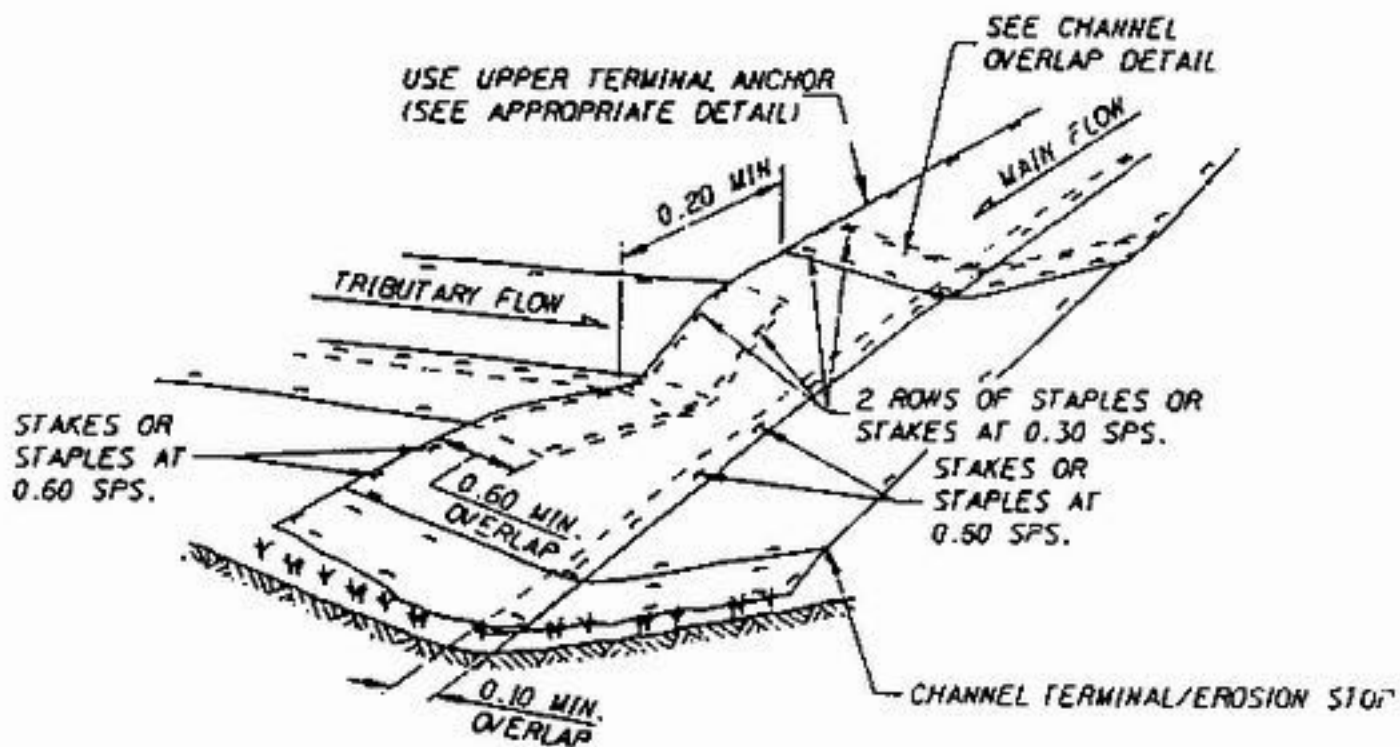 SEE CHANNEL
OVERLAP DETAIL
USE UPPER TERMINAL ANCHOR
(SEE APPROPRIATE DETAIL)
MAIN FLOW
0.20 MIN
TRIBUTARY FLOW
STAKES OR
STAPLES AT
0.60 SPS.
2 ROWS OF STAPLES OR
STAKES AT 0.30 SPS.
STAKES OR
STAPLES AT
0.60 SPS.
0.60 MIN.
OVERLAP
0.10 MIN.
OVERLAP
CHANNEL TERMINAL/EROSION STOP